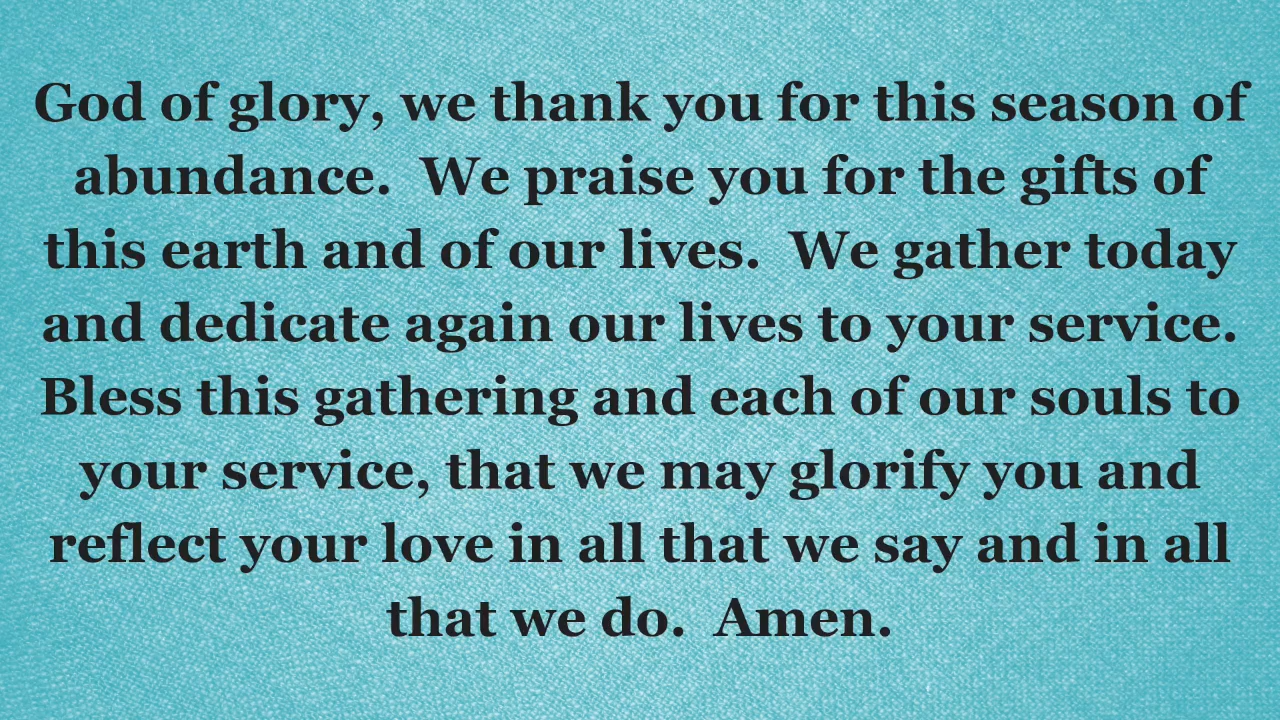 God of glory, we thank you for this season of
abundance.  We praise you for the gifts of
this earth and of our lives.  We gather today
and dedicate again our lives to your service.
Bless this gathering and each of our souls to
your service, that we may glorify you and
reflect your love in all that we say and in all
that we do.  Amen.